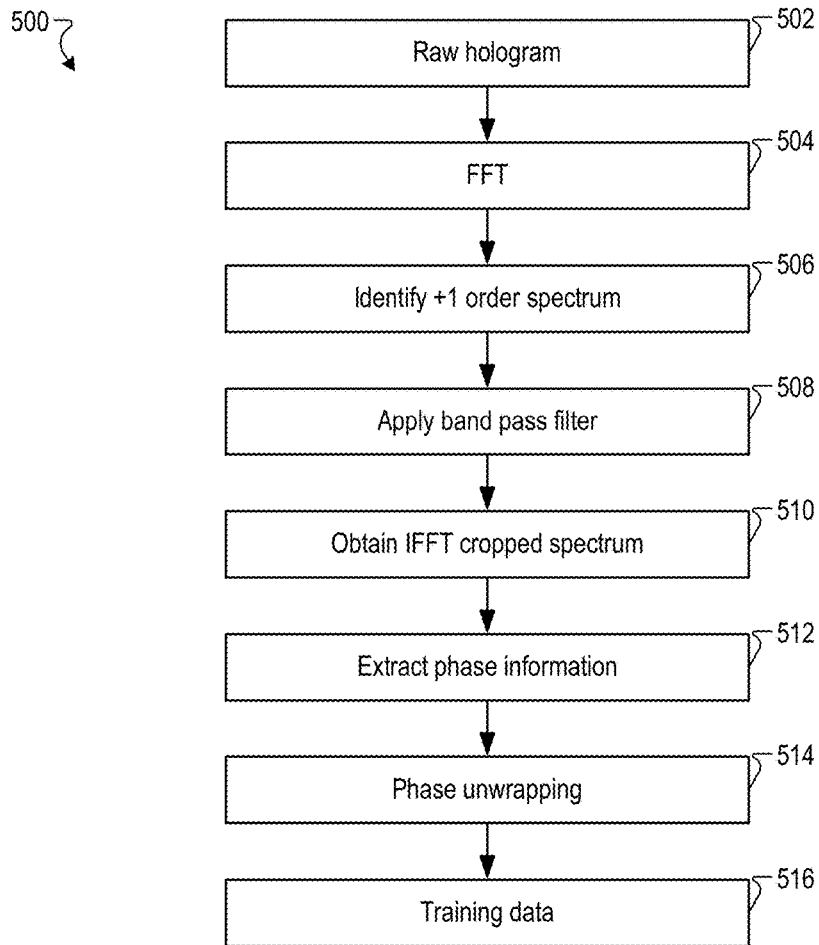 500
502
Raw hologram
504
FFT
506
Identify +1 order spectrum
508
Apply band pass filter
510
Obtain IFFT cropped spectrum
512
Extract phase information
514
Phase unwrapping
516
Training data